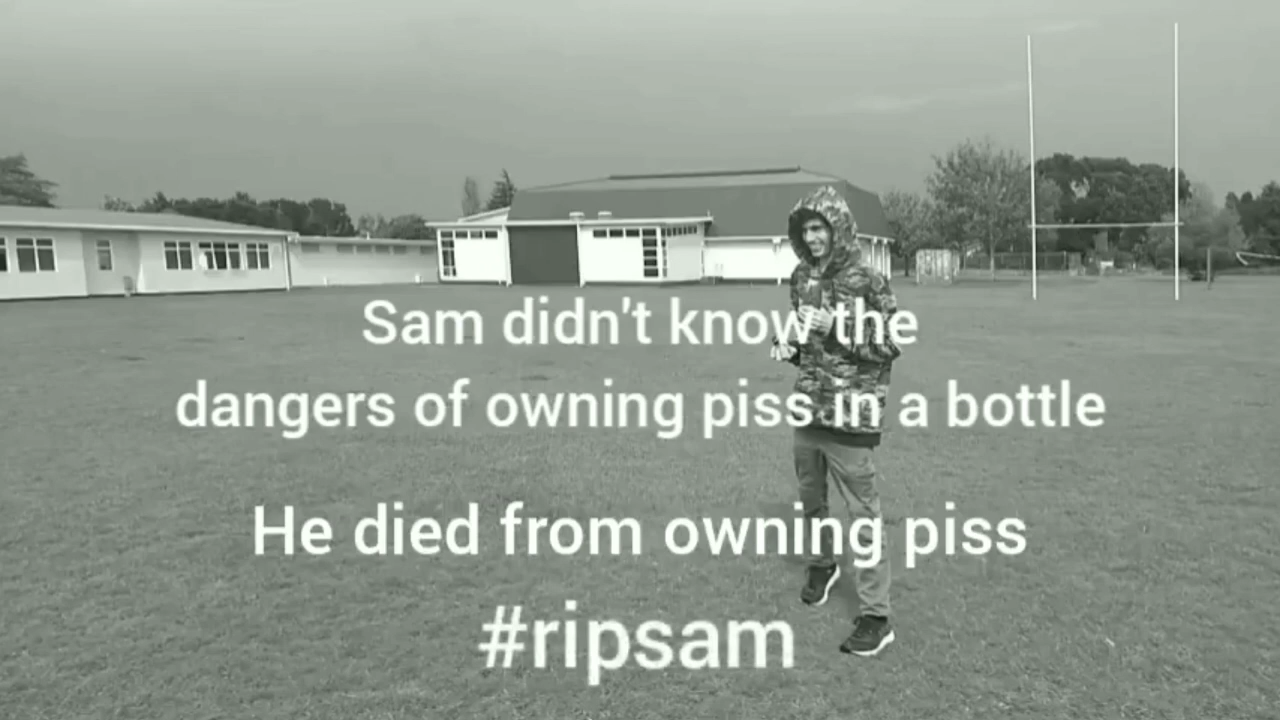 Sam didn't know the
dangers of owning piss in a bottle
He died from owning piss
#ripsam